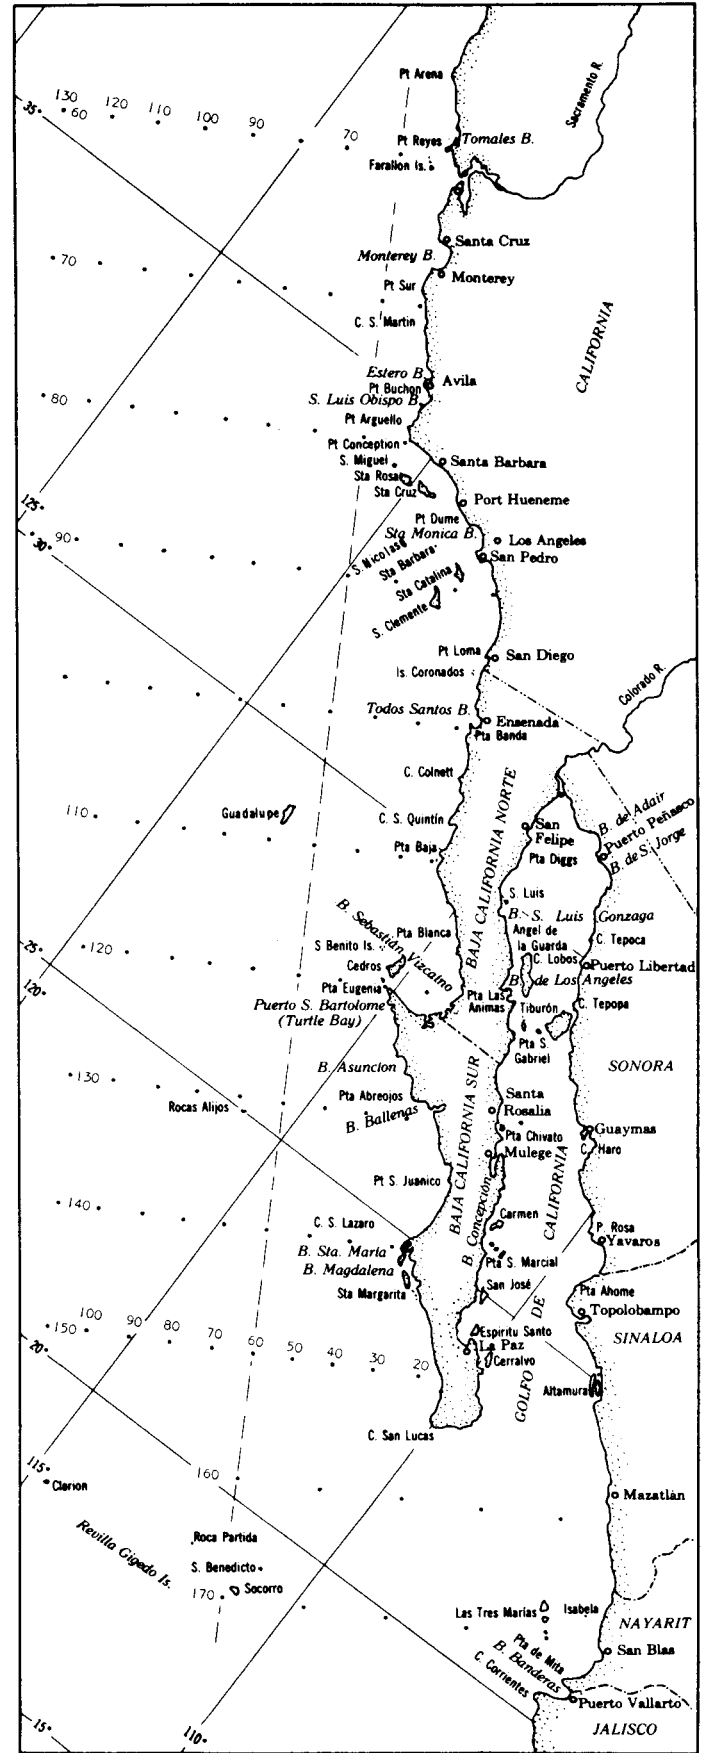 Pt Arena
Sacramento R.
35°
130 120 110 100 90
60
70
Pt Reyes
Tomales B.
Farallon Is.
Santa Cruz
Monterey B.
70
Monterey
Pt Sur
C. S. Martin
CALIFORNIA
Estero B.
Pt Buchon
Avila
80
S. Luis Obispo B.
Pt Arguello
Pt Conception
S. Miguel
Santa Barbara
Sta Rosa
Sta Cruz
125°
Port Hueneme
Pt Dume
Sta Monica B.
30°
90
Los Angeles
S. Nicolas
Sta Barbara
San Pedro
Sta Catalina
S. Clemente
Pt Loma
San Diego
Is. Coronados
Colorado R.
Todos Santos B.
Ensenada
Pta Banda
C. Colnett
BAJA CALIFORNIA NORTE
110
Guadalupe
C. S. Quintín
San
Felipe
B. del Adair
Puerto Peñasco
B. de S. Jorge
Pta Baja
Pta Diggs
S. Luis
B. S. Luis Gonzaga
B. Sebastián Vizcaino
Pta Blanca
25°
120
S Benito Is.
Angel de
la Guarda
C. Tepoca
Cedros
C. Lobos
Puerto Libertad
Pta Eugenia
B. de Los Angeles
120°
Puerto S. Bartolome
(Turtle Bay)
Pta Las
Animas
Tiburón
C. Tepopa
Pta S.
Gabriel
B. Asuncion
SONORA
130
Rocas Alijos
Pta Abreojos
B. Ballenas
BAJA CALIFORNIA SUR
Santa
Rosalia
Pta Chivato
Guaymas
Mulege
C. Haro
Pt S. Juanico
B. Concepción
GOLFO DE CALIFORNIA
140
C. S. Lazaro
Carmen
P. Rosa
Yavaros
B. Sta. María
B. Magdalena
Pta S. Marcial
Sta Margarita
San José
Pta Ahome
Topolobampo
150 100 90 80 70 60 50 40 30 20
Espiritu Santo
La Paz
SINALOA
20°
Cerralvo
Altamura
C. San Lucas
115°
Clarion
160
Mazatlàn
Revilla Gigedo Is.
Roca Partida
S. Benedicto
170
Socorro
Las Tres Marías
Isabela
NAYARIT
Pta de Mita
San Blas
B. Banderas
C. Corrientes
Puerto Vallarto
15°
110°
JALISCO